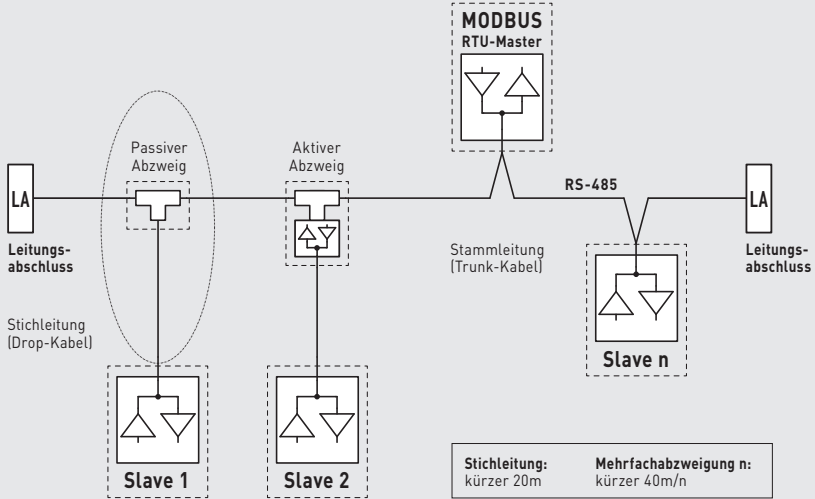 MODBUS
RTU-Master
Passiver
Abzweig
Aktiver
Abzweig
LA
RS-485
LA
Leitungs-
abschluss
Stammleitung
(Trunk-Kabel)
Leitungs-
abschluss
Stichleitung
(Drop-Kabel)
Slave n
Slave 1
Slave 2
Stichleitung:
kürzer 20m
Mehrfachabzweigung n:
kürzer 40m/n